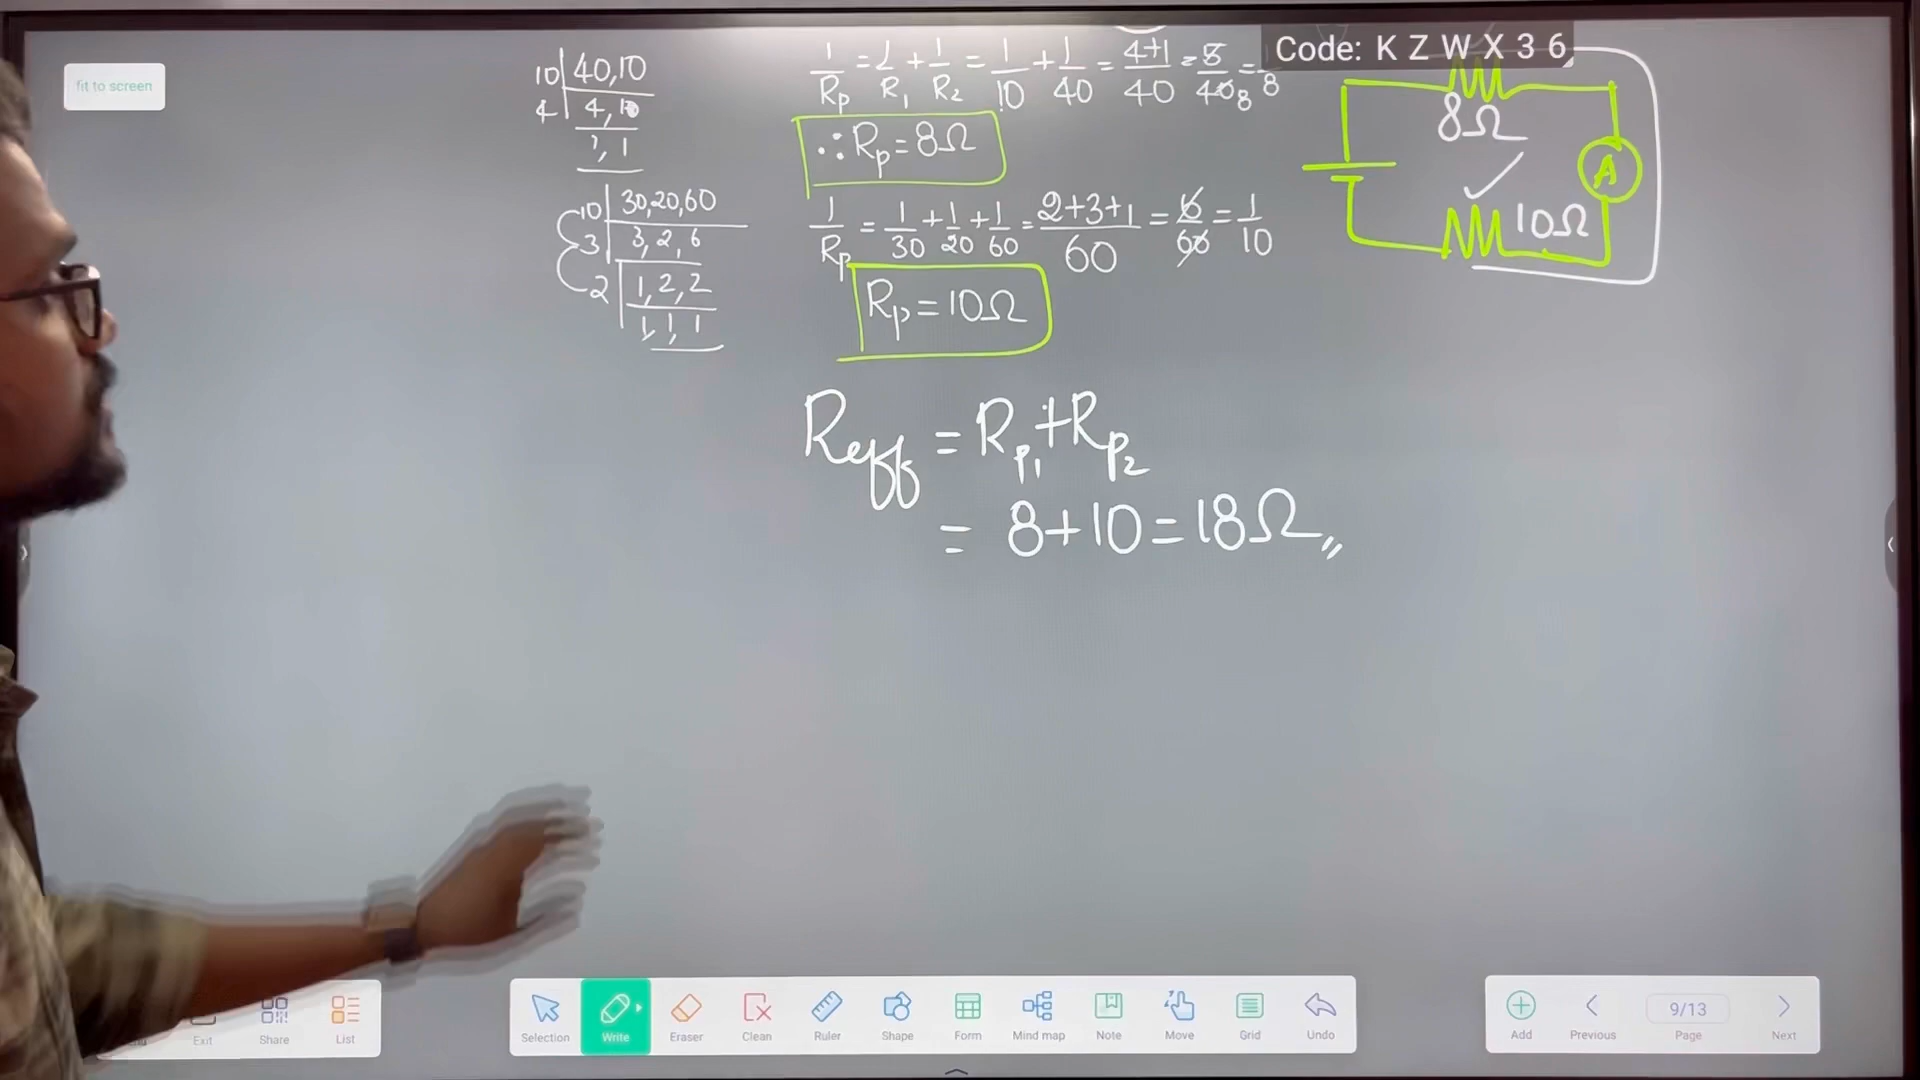 fit to screen
Code: K Z W X 3 6
10 | 40,10
4 | 4, 10
1, 1
1/Rp = 1/R1 + 1/R2 = 1/10 + 1/40 = 4+1/40 = 5/40 8 = 1/8
∴ Rp = 8Ω
10 | 30,20,60
3 | 3, 2, 6
2 | 1, 2, 2
1, 1, 1
1/Rp = 1/30 + 1/20 + 1/60 = 2+3+1/60 = 6/60 = 1/10
Rp = 10Ω
8Ω
A
10Ω
Reff = Rp1 + Rp2
= 8+10 = 18Ω
Exit
Share
List
Selection
Write
Eraser
Clean
Ruler
Shape
Form
Mind map
Note
Move
Grid
Undo
Add
Previous
9/13
Page
Next